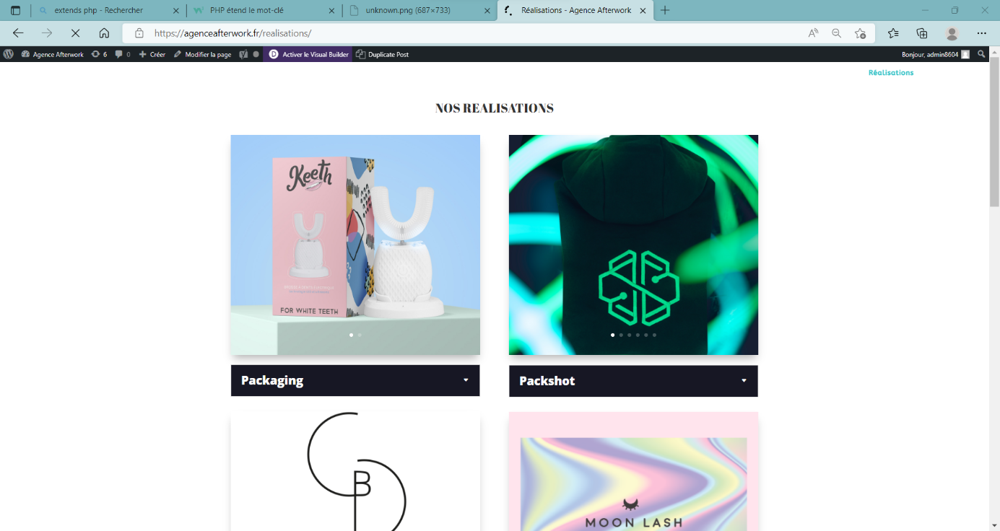 extends php - Rechercher
PHP étend le mot-clé
unknown.png (687×733)
Réalisations - Agence Afterwork
https://agenceafterwork.fr/realisations/
Agence Afterwork 6 0 Créer Modifier la page D Activer le Visual Builder Duplicate Post Bonjour, admin8604
Réalisations
NOS REALISATIONS
Keeth
FOR WHITE TEETH
Packaging
Packshot
B
MOON LASH